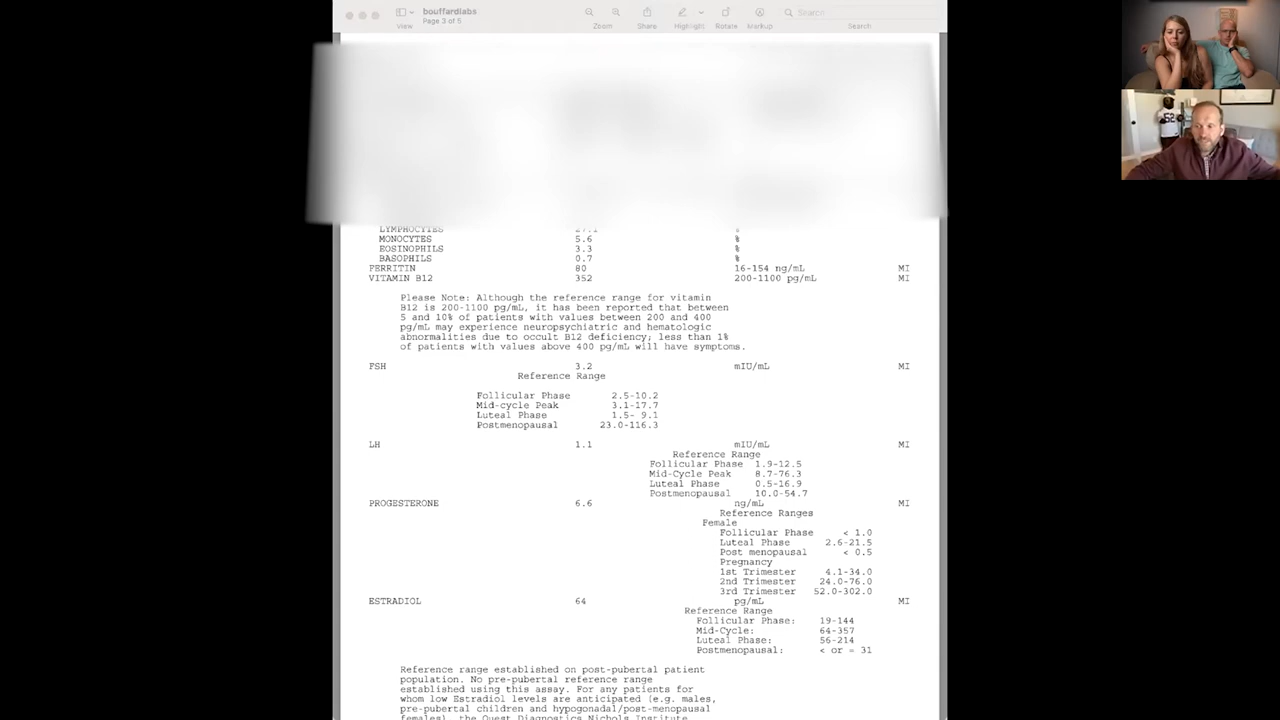 bouffardlabs
Page 3 of 5
View
Zoom
Share
Highlight
Rotate
Markup
Search
Search
LYMPHOCYTES %
MONOCYTES 5.6 %
EOSINOPHILS 3.3 %
BASOPHILS 0.7 %
FERRITIN 80 16-154 ng/mL MI
VITAMIN B12 352 200-1100 pg/mL MI
Please Note: Although the reference range for vitamin
B12 is 200-1100 pg/mL, it has been reported that between
5 and 10% of patients with values between 200 and 400
pg/mL may experience neuropsychiatric and hematologic
abnormalities due to occult B12 deficiency; less than 1%
of patients with values above 400 pg/mL will have symptoms.
FSH 3.2 mIU/mL MI
Reference Range
Follicular Phase 2.5-10.2
Mid-cycle Peak 3.1-17.7
Luteal Phase 1.5- 9.1
Postmenopausal 23.0-116.3
LH 1.1 mIU/mL MI
Reference Range
Follicular Phase 1.9-12.5
Mid-Cycle Peak 8.7-76.3
Luteal Phase 0.5-16.9
Postmenopausal 10.0-54.7
PROGESTERONE 6.6 ng/mL MI
Reference Ranges
Female
Follicular Phase < 1.0
Luteal Phase 2.6-21.5
Post menopausal < 0.5
Pregnancy
1st Trimester 4.1-34.0
2nd Trimester 24.0-76.0
3rd Trimester 52.0-302.0
ESTRADIOL 64 pg/mL MI
Reference Range
Follicular Phase: 19-144
Mid-Cycle: 64-357
Luteal Phase: 56-214
Postmenopausal: < or = 31
Reference range established on post-pubertal patient
population. No pre-pubertal reference range
established using this assay. For any patients for
whom low Estradiol levels are anticipated (e.g. males,
pre-pubertal children and hypogonadal/post-menopausal
females), the Quest Diagnostics Nichols Institute
52